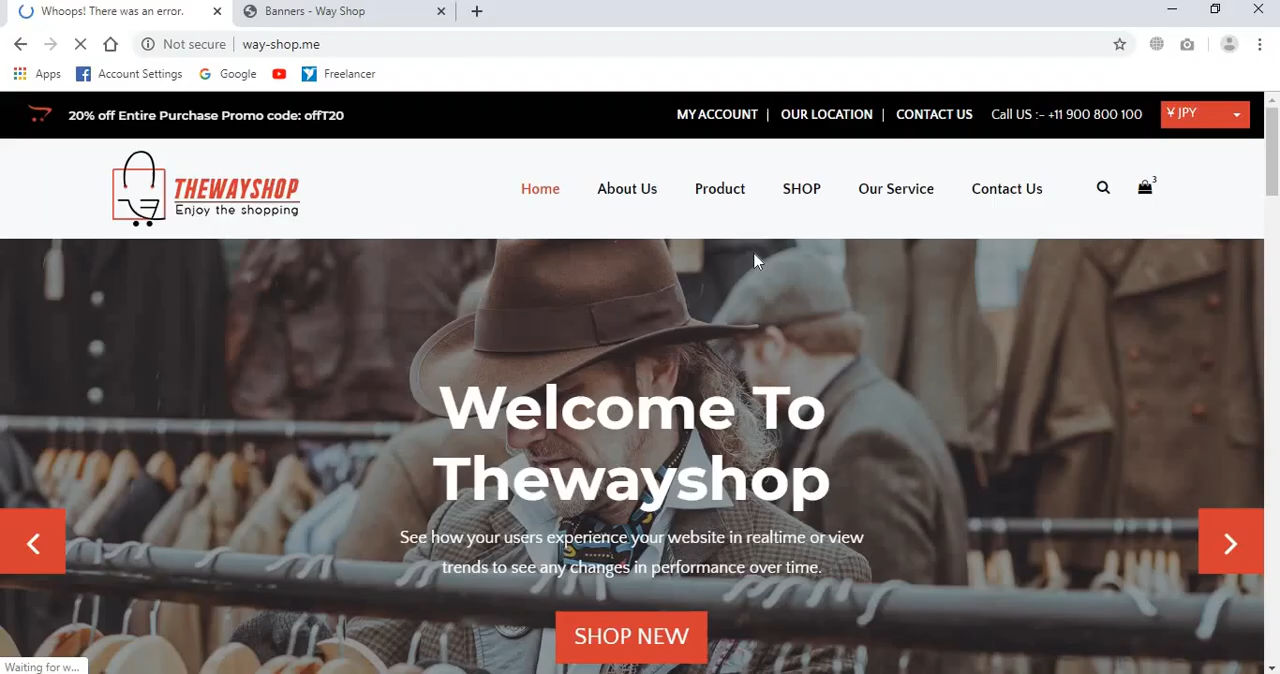 Whoops! There was an error.
Banners - Way Shop
Not secure
way-shop.me
Apps
Account Settings
Google
Freelancer
20% off Entire Purchase Promo code: offT20
MY ACCOUNT | OUR LOCATION | CONTACT US Call US :- +11 900 800 100
¥ JPY
THEWAYSHOP
Enjoy the shopping
Home About Us Product SHOP Our Service Contact Us
3
Welcome To
Thewayshop
See how your users experience your website in realtime or view
trends to see any changes in performance over time.
SHOP NEW
Waiting for w...